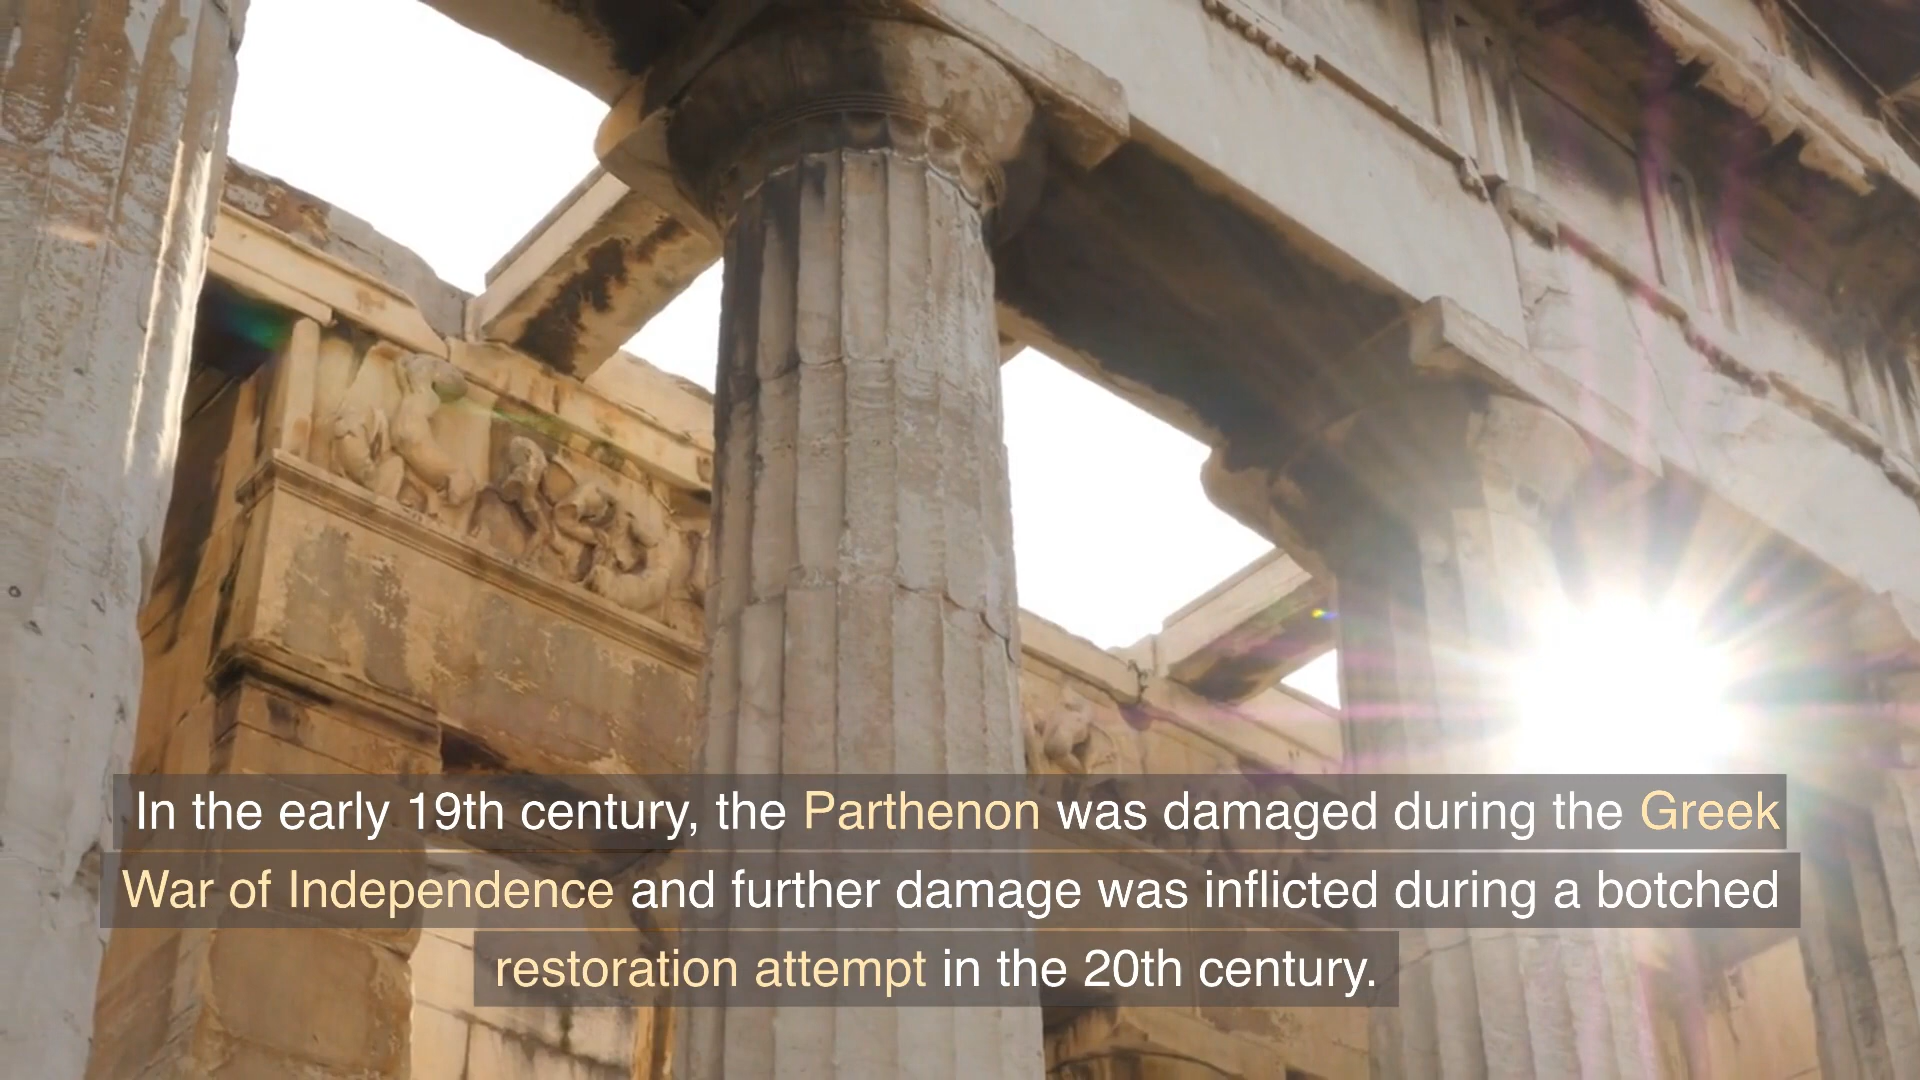 In the early 19th century, the Parthenon was damaged during the Greek
War of Independence and further damage was inflicted during a botched
restoration attempt in the 20th century.